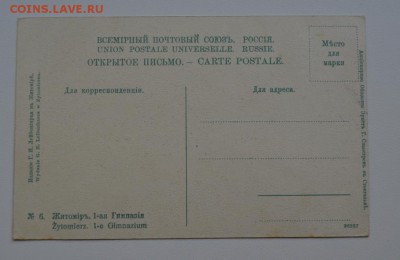 COINS.LAVE.RU
ВСЕМІРНЫЙ ПОЧТОВЫЙ СОЮЗЪ. РОССІЯ.
UNION POSTALE UNIVERSELLE. RUSSIE.
ОТКРЫТОЕ ПИСЬМО. – CARTE POSTALE.
Мѣсто
для
марки
Для корреспонденціи.
Для адреса.
№ 6. Житоміръ, 1-ая Гимназія
Żytomierz. 1-o Gimnazium